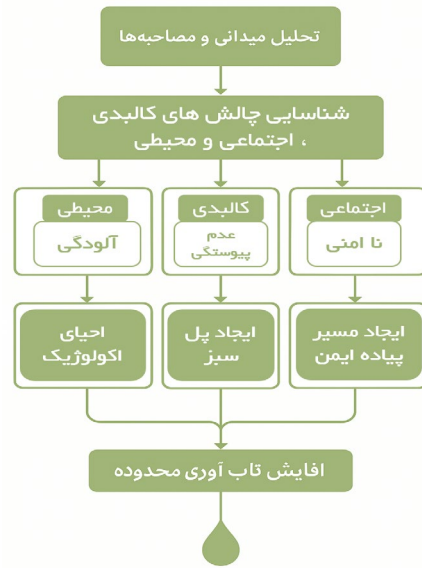 تحلیل میدانی و مصاحبه‌ها
شناسایی چالش های کالبدی
، اجتماعی و محیطی
اجتماعی
نا امنی
کالبدی
عدم
پیوستگی
محیطی
آلودگی
ایجاد مسیر
پیاده ایمن
ایجاد پل
سبز
احیای
اکولوژیک
افایش تاب آوری محدوده